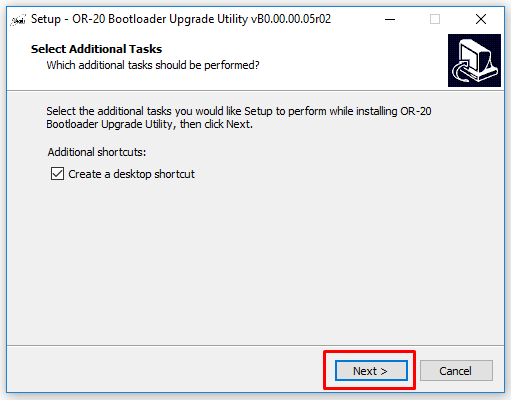 Setup - OR-20 Bootloader Upgrade Utility vB0.00.00.05r02
Select Additional Tasks
Which additional tasks should be performed?
Select the additional tasks you would like Setup to perform while installing OR-20
Bootloader Upgrade Utility, then click Next.
Additional shortcuts:
Create a desktop shortcut
Next >
Cancel